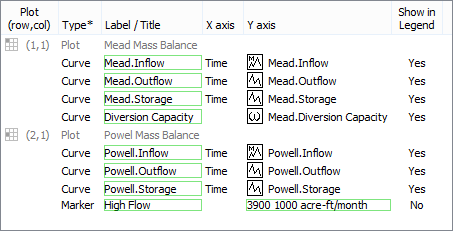 Plot (row,col) Type* Label / Title X axis Y axis Show in Legend
(1,1) Plot Mead Mass Balance
Curve Mead.Inflow Time Mead.Inflow Yes
Curve Mead.Outflow Time Mead.Outflow Yes
Curve Mead.Storage Time Mead.Storage Yes
Curve Diversion Capacity Mead.Diversion Capacity Yes
(2,1) Plot Powel Mass Balance
Curve Powell.Inflow Time Powell.Inflow Yes
Curve Powell.Outflow Time Powell.Outflow Yes
Curve Powell.Storage Time Powell.Storage Yes
Marker High Flow 3900 1000 acre-ft/month No